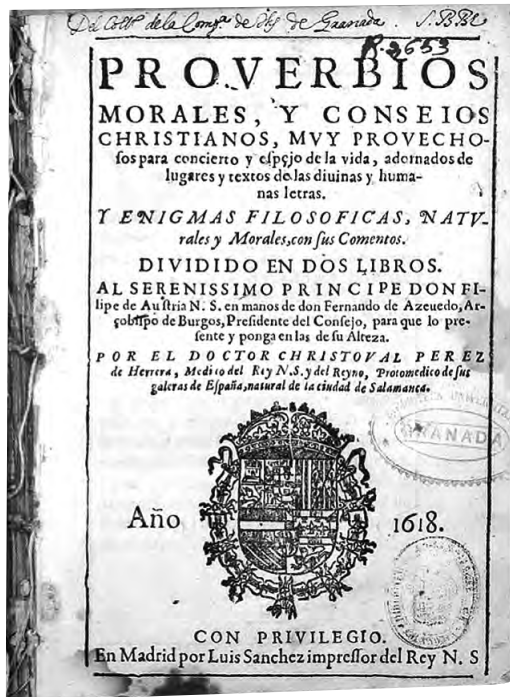 Del Coll.º de la Comp.ª de Jhs de Granada.
R.2653
PROVERBIOS
MORALES, Y CONSEIOS
CHRISTIANOS, MVY PROVECHO-
sos para concierto y espejo de la vida, adornados de
lugares y textos de las diuinas y huma-
nas letras.
Y ENIGMAS FILOSOFICAS, NATV-
rales y Morales, con sus Comentos.
DIVIDIDO EN DOS LIBROS.
AL SERENISSIMO PRINCIPE DON FI-
lipe de Austria N. S. en manos de don Fernando de Azeuedo, Ar-
çobispo de Burgos, Presidente del Consejo, para que lo pre-
sente y ponga en las de su Alteza.
POR EL DOCTOR CHRISTOVAL PEREZ
de Herrera, Medico del Rey N.S. y del Reyno, Protomedico de sus
galeras de España, natural de la ciudad de Salamanca.
GRANADA
Año 1618.
CON PRIVILEGIO.
En Madrid por Luis Sanchez impressor del Rey N. S